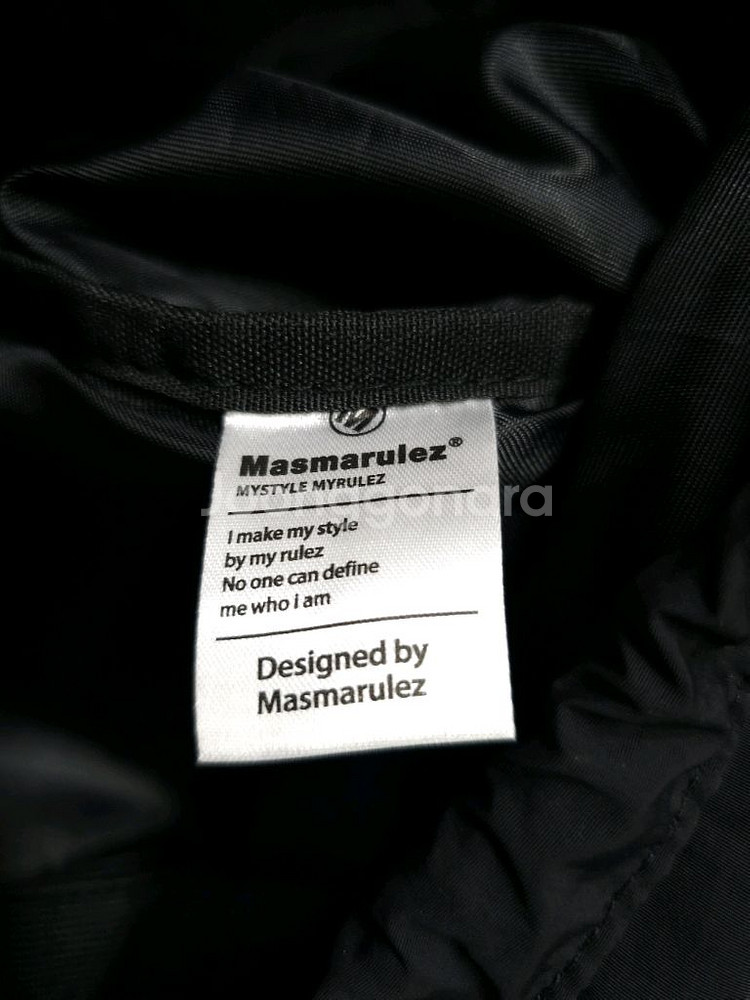 Masmarulez®
MYSTYLE MYRULEZ
I make my style
by my rulez
No one can define
me who i am
Designed by
Masmarulez